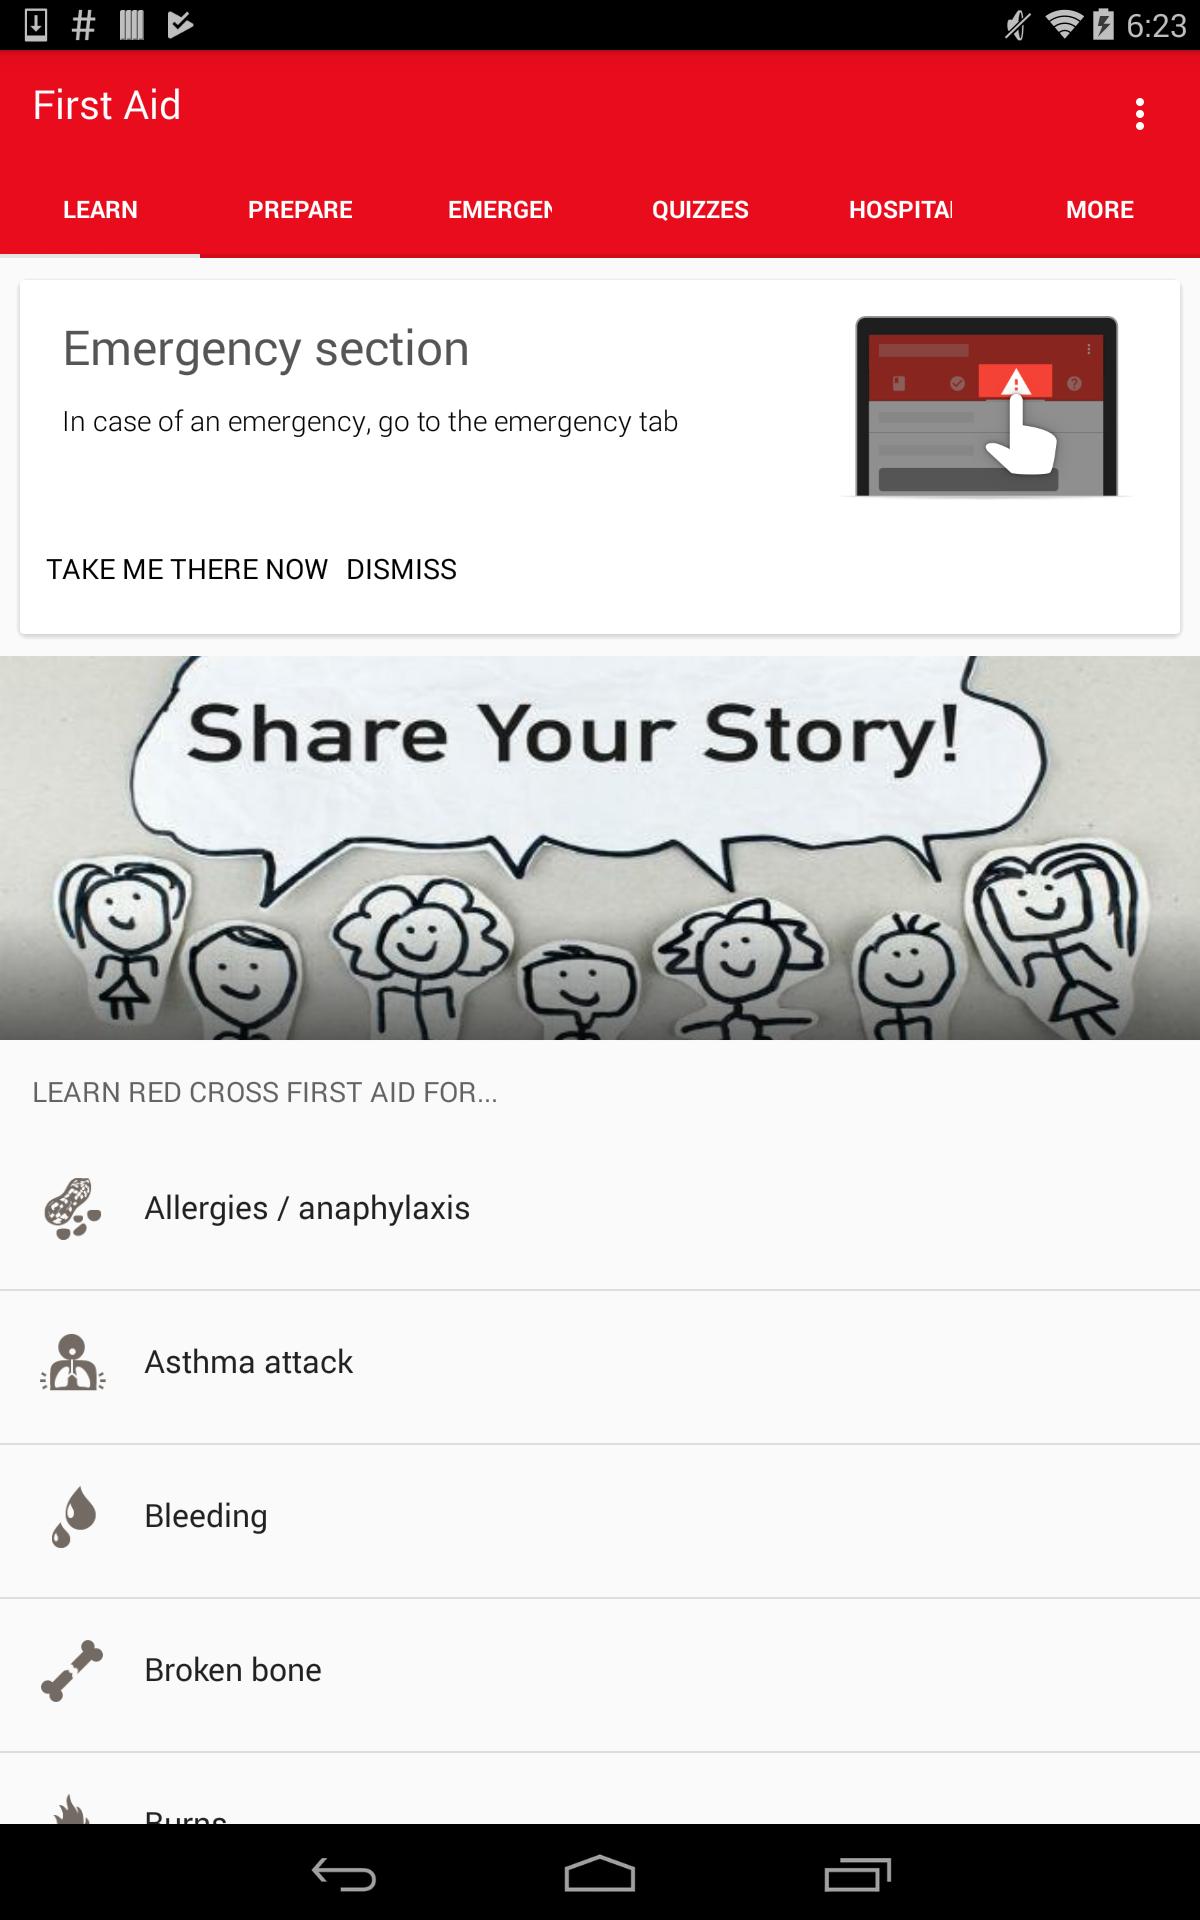 6:23
First Aid
LEARN PREPARE EMERGEN QUIZZES HOSPITAL MORE
Emergency section
In case of an emergency, go to the emergency tab
TAKE ME THERE NOW DISMISS
Share Your Story!
LEARN RED CROSS FIRST AID FOR...
Allergies / anaphylaxis
Asthma attack
Bleeding
Broken bone
Burns